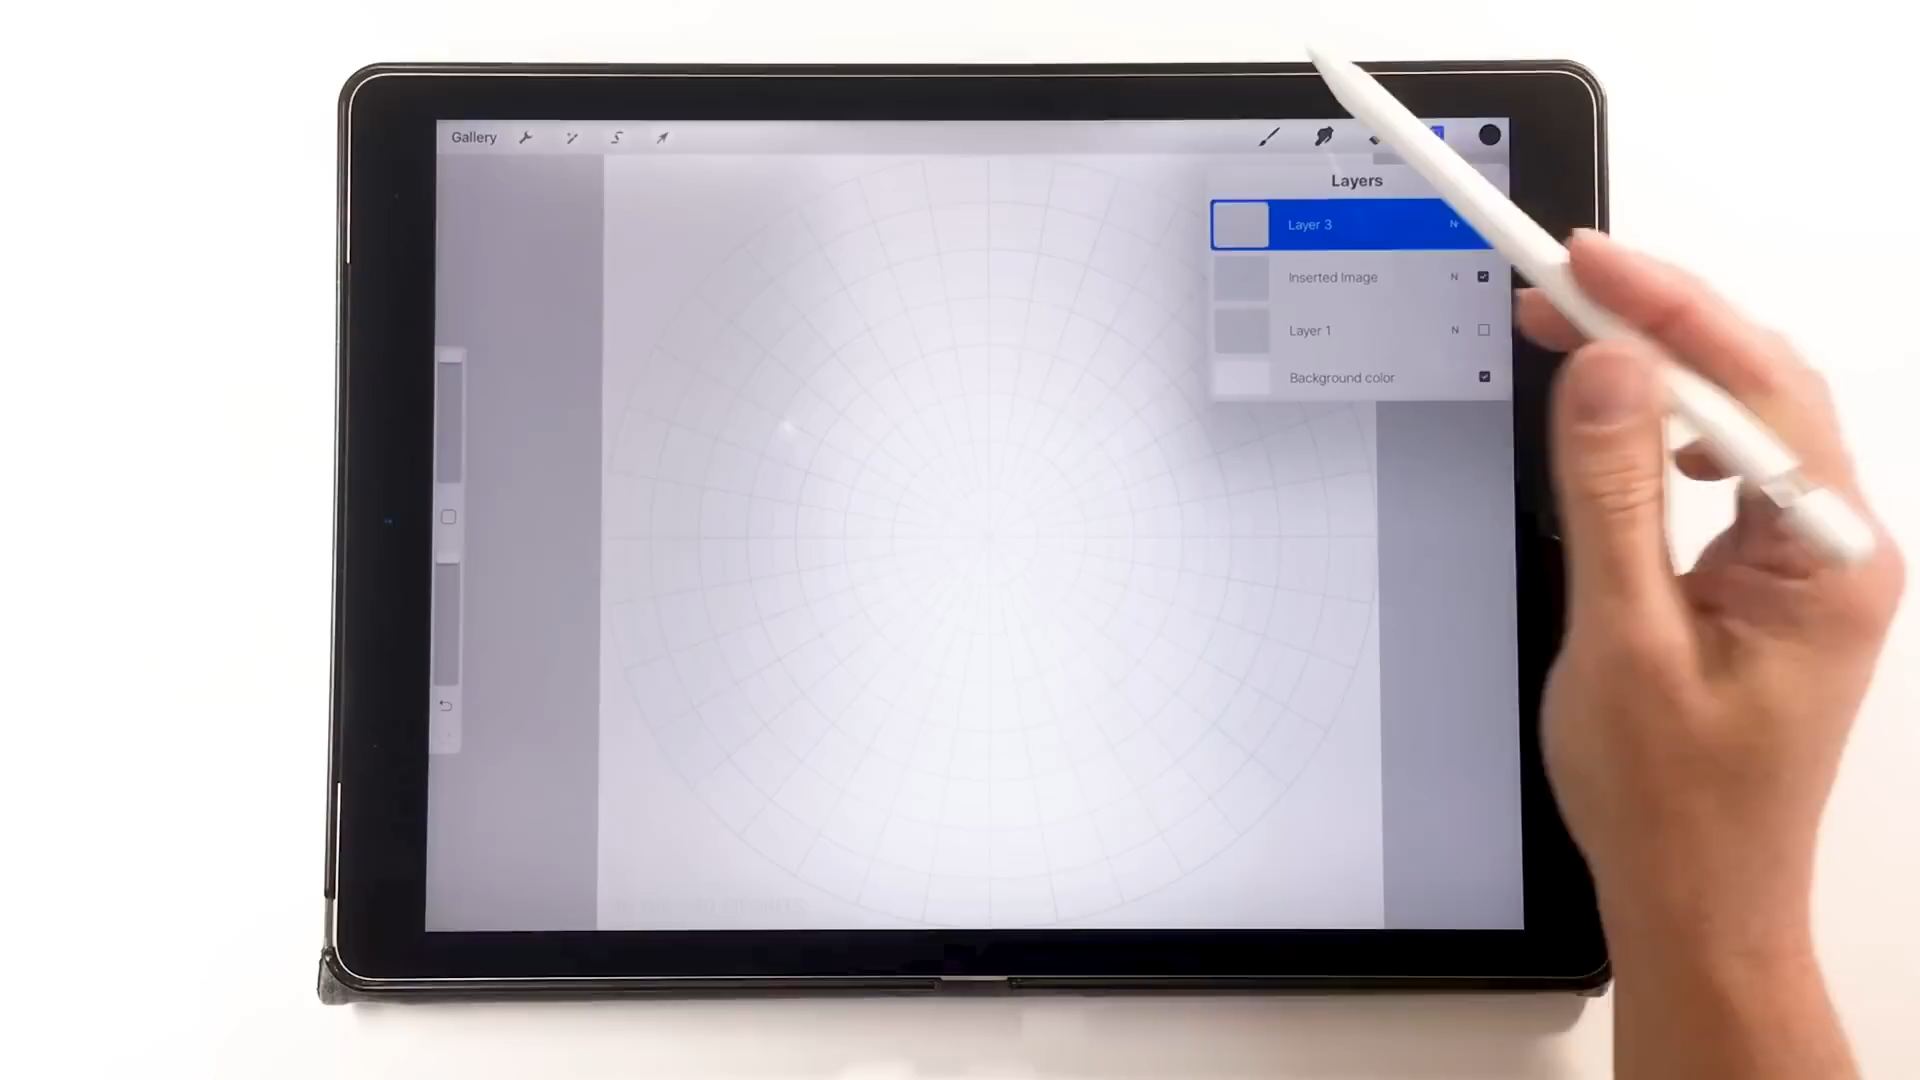 Gallery
Layers
Layer 3 N
Inserted Image N
Layer 1 N
Background color